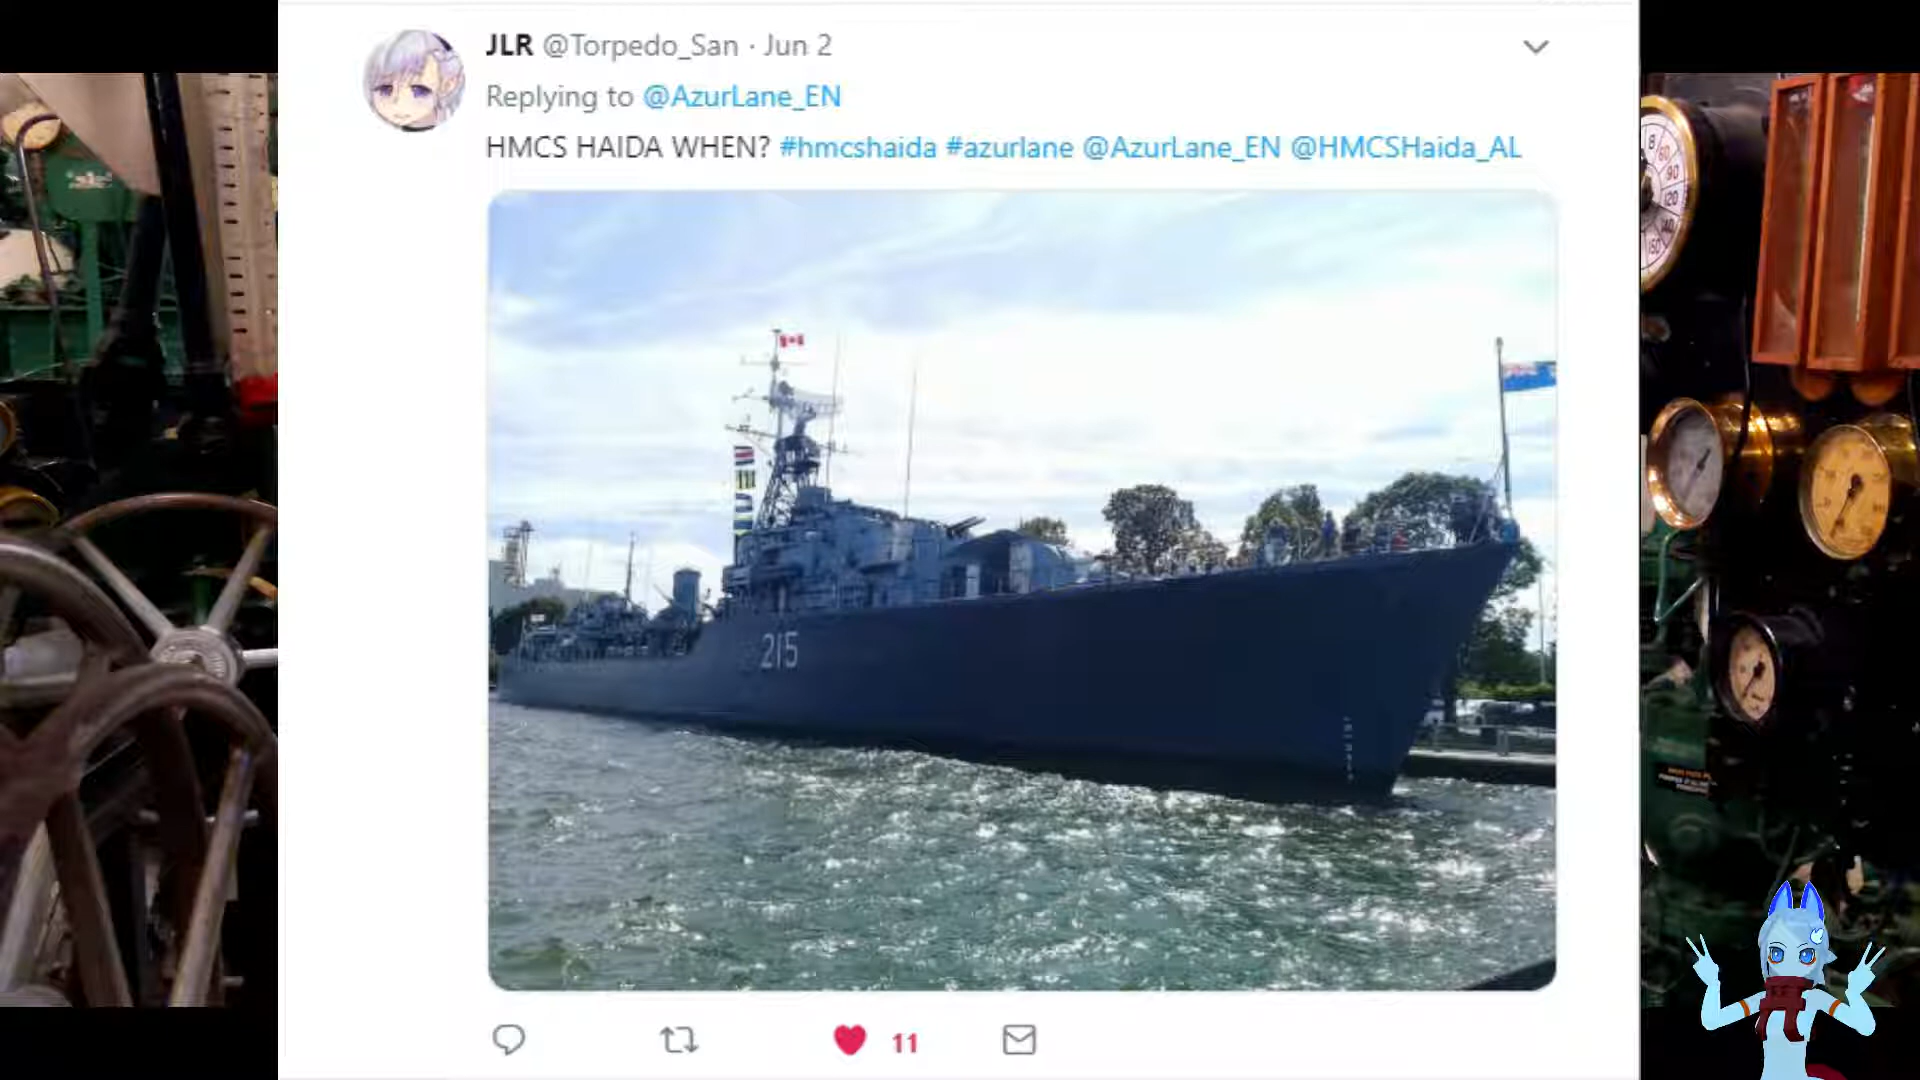 JLR @Torpedo_San · Jun 2
Replying to @AzurLane_EN
HMCS HAIDA WHEN? #hmcshaida #azurlane @AzurLane_EN @HMCSHaida_AL
215
11